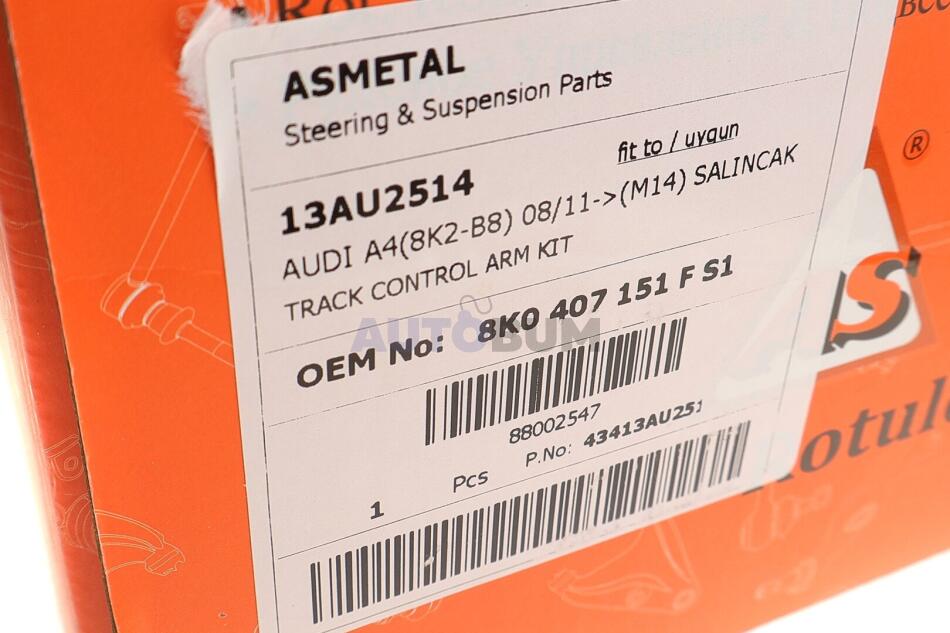 ASMETAL
Steering & Suspension Parts
fit to / uygun
13AU2514
AUDI A4(8K2-B8) 08/11->(M14) SALINCAK
TRACK CONTROL ARM KIT
OEM No: 8K0 407 151 F S1
AUTOBUM
88002547
1 Pcs P.No: 43413AU251
®
AS